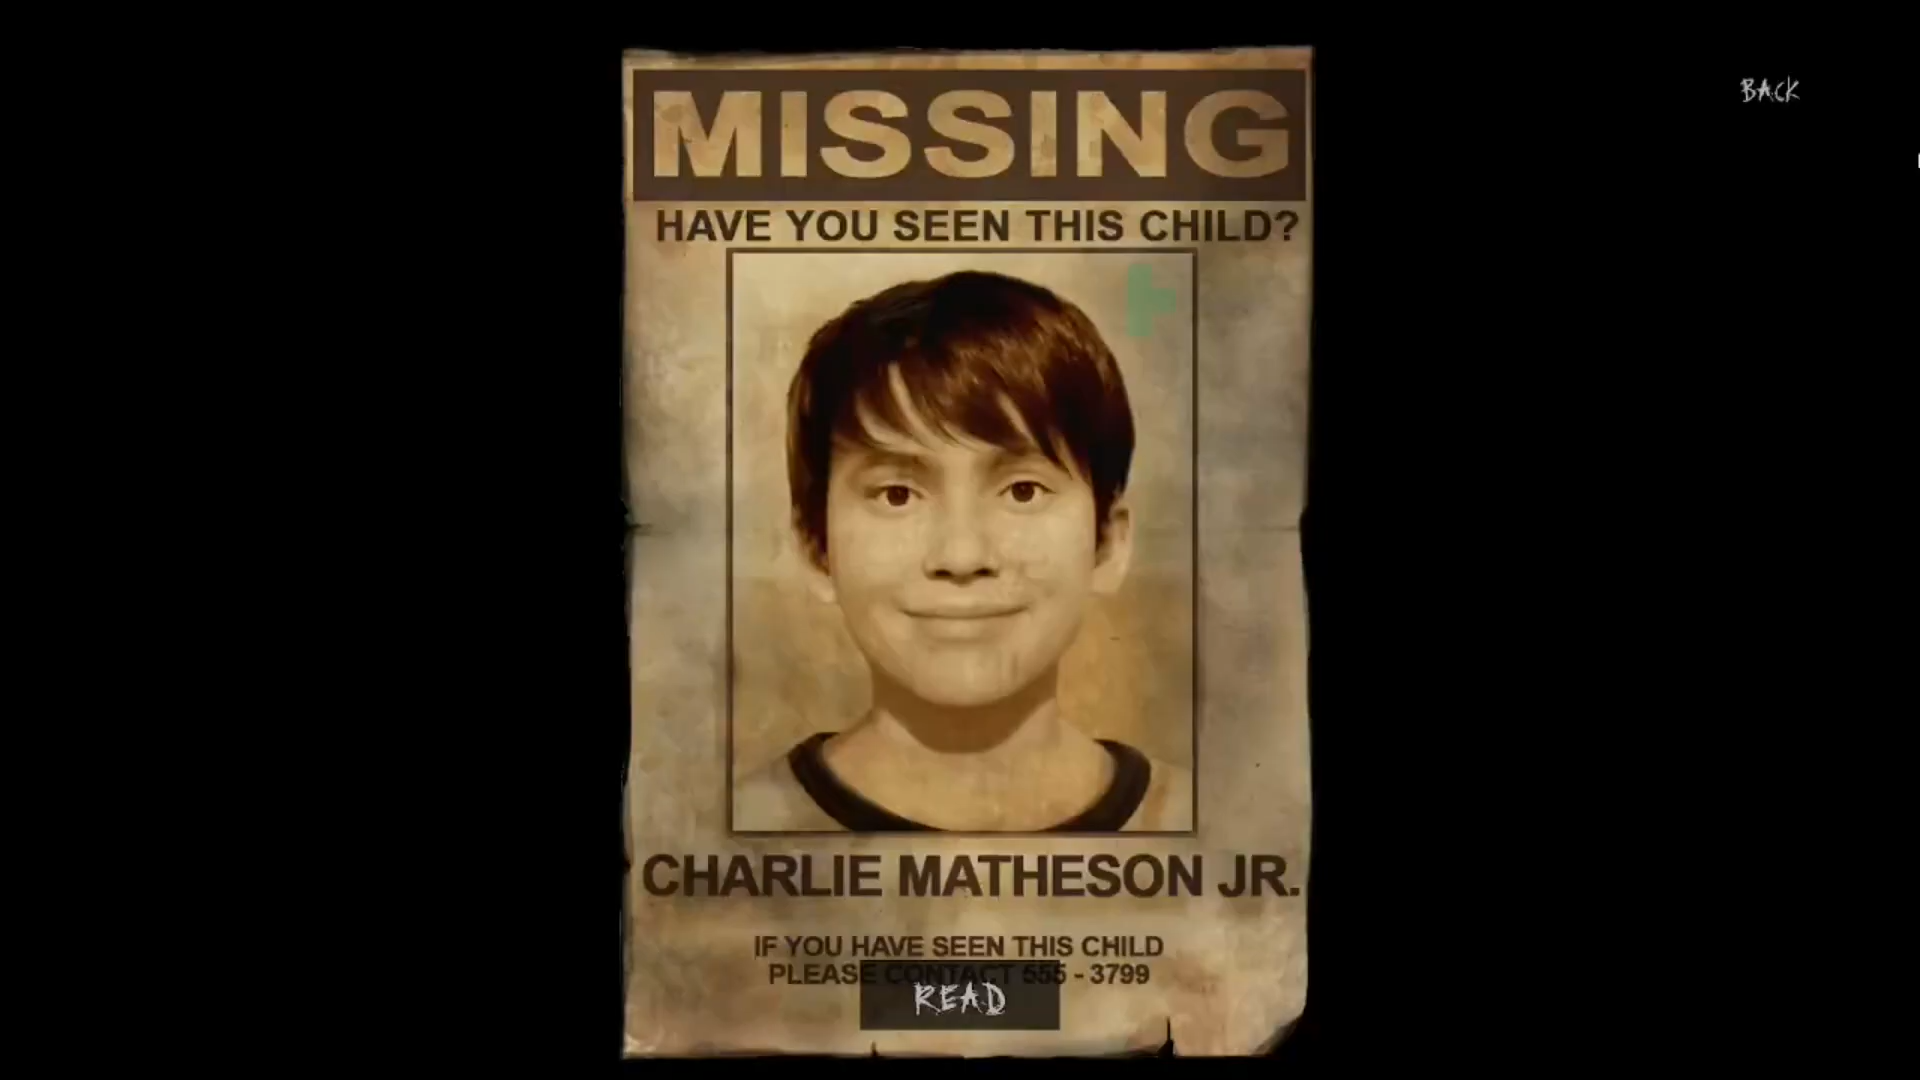 MISSING
BACK
HAVE YOU SEEN THIS CHILD?
CHARLIE MATHESON JR.
IF YOU HAVE SEEN THIS CHILD
PLEASE CONTACT 555 - 3799
READ